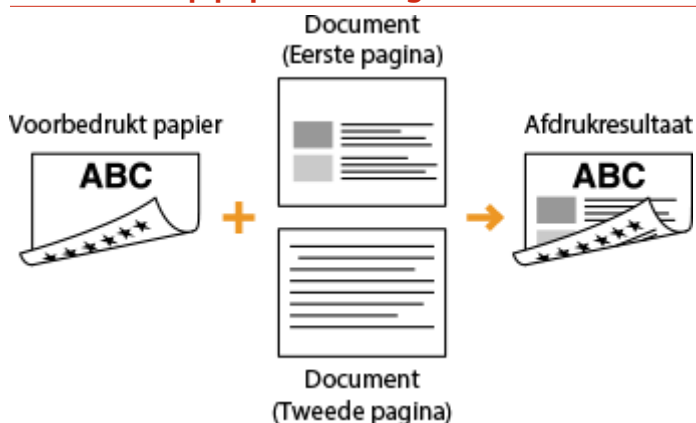 Document
(Eerste pagina)
Voorbedrukt papier
Afdrukresultaat
ABC
ABC
Document
(Tweede pagina)